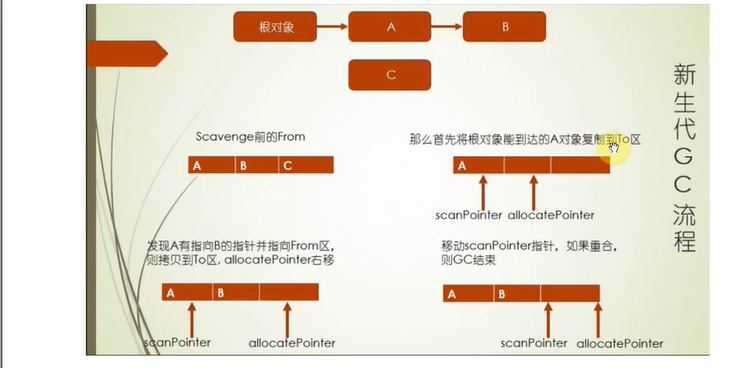 根对象
A
B
C
新生代GC流程
Scavenge前的From
A B C
那么首先将根对象能到达的A对象复制到To区
A
scanPointer allocatePointer
发现A有指向B的指针并指向From区,
则拷贝到To区, allocatePointer右移
A B
scanPointer allocatePointer
移动scanPointer指针，如果重合,
则GC结束
A B
scanPointer allocatePointer